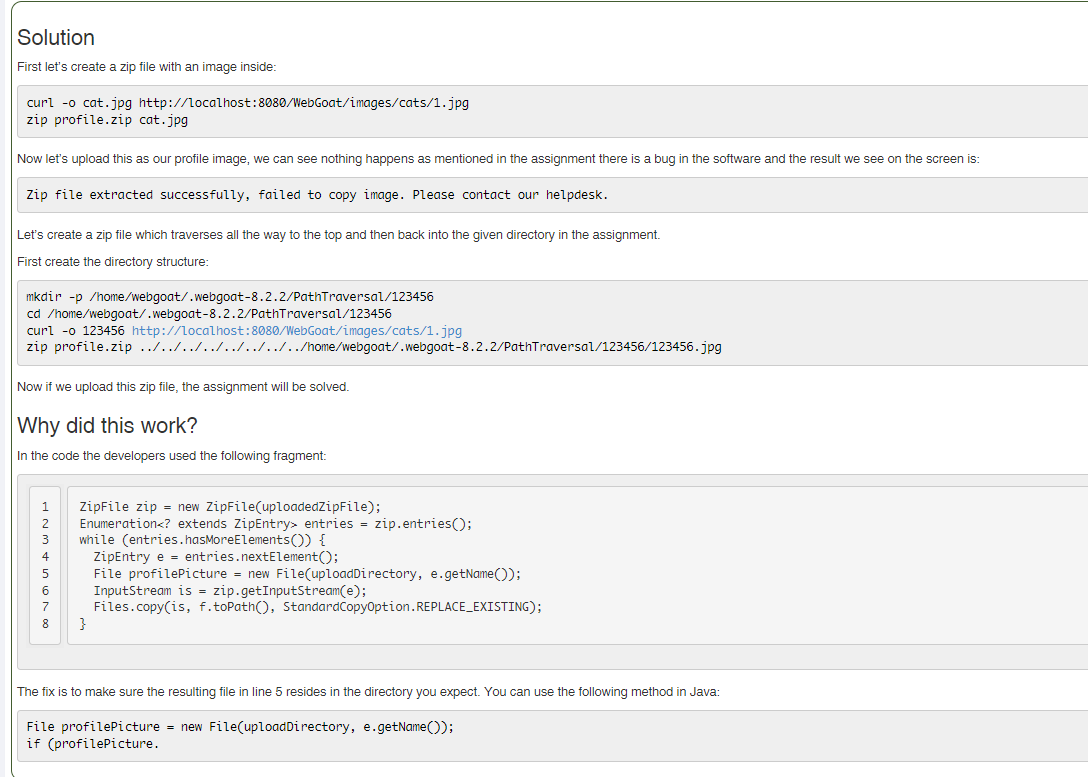 Solution
First let's create a zip file with an image inside:
curl -o cat.jpg http://localhost:8080/WebGoat/images/cats/1.jpg
zip profile.zip cat.jpg
Now let's upload this as our profile image, we can see nothing happens as mentioned in the assignment there is a bug in the software and the result we see on the screen is:
Zip file extracted successfully, failed to copy image. Please contact our helpdesk.
Let's create a zip file which traverses all the way to the top and then back into the given directory in the assignment.
First create the directory structure:
mkdir -p /home/webgoat/.webgoat-8.2.2/PathTraversal/123456
cd /home/webgoat/.webgoat-8.2.2/PathTraversal/123456
curl -o 123456 http://localhost:8080/WebGoat/images/cats/1.jpg
zip profile.zip ../../../../../../../../home/webgoat/.webgoat-8.2.2/PathTraversal/123456/123456.jpg
Now if we upload this zip file, the assignment will be solved.
Why did this work?
In the code the developers used the following fragment:
1 ZipFile zip = new ZipFile(uploadedZipFile);
2 Enumeration<? extends ZipEntry> entries = zip.entries();
3 while (entries.hasMoreElements()) {
4   ZipEntry e = entries.nextElement();
5   File profilePicture = new File(uploadDirectory, e.getName());
6   InputStream is = zip.getInputStream(e);
7   Files.copy(is, f.toPath(), StandardCopyOption.REPLACE_EXISTING);
8 }
The fix is to make sure the resulting file in line 5 resides in the directory you expect. You can use the following method in Java:
File profilePicture = new File(uploadDirectory, e.getName());
if (profilePicture.